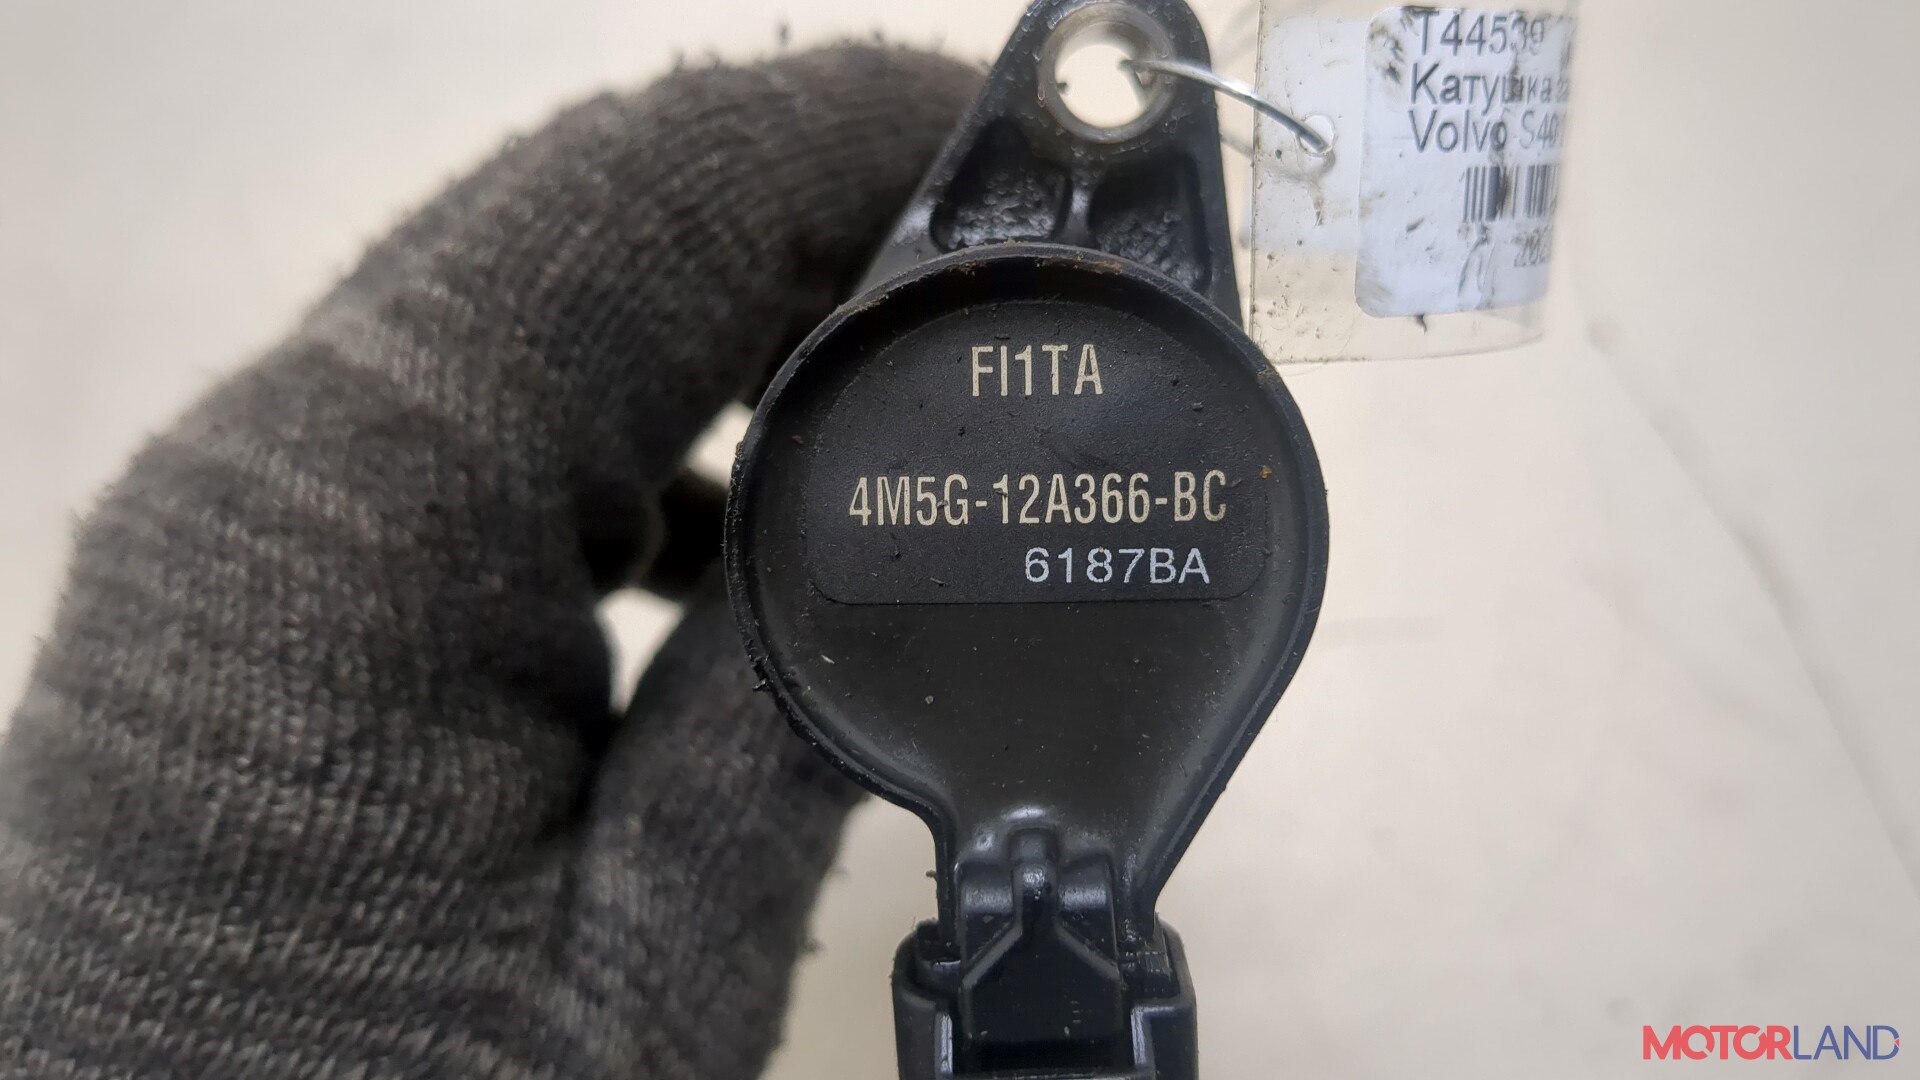 T44539
Катушка
Volvo S40
FI1TA
4M5G-12A366-BC
6187BA
MOTORLAND